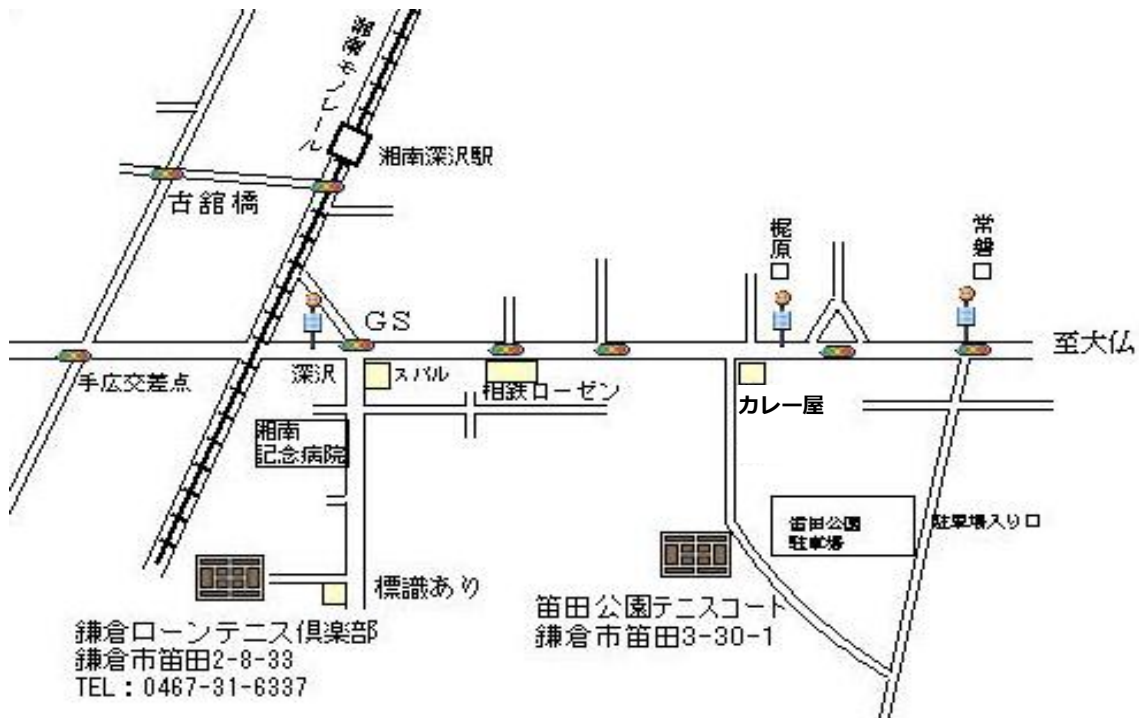 湘南モノレール
湘南深沢駅
古舘橋
梶原
常磐
GS
至大仏
手広交差点
深沢
スバル
相鉄ローゼン
カレー屋
湘南
記念病院
笛田公園
駐車場
駐車場入り口
標識あり
鎌倉ローンテニス倶楽部
鎌倉市笛田2-8-33
TEL：0467-31-6337
笛田公園テニスコート
鎌倉市笛田3-30-1